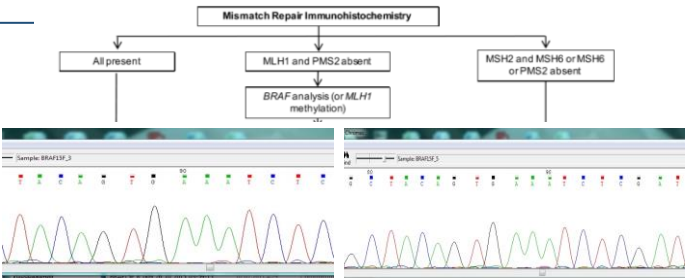 Mismatch Repair Immunohistochemistry
All present
MLH1 and PMS2 absent
MSH2 and MSH6 or MSH6
or PMS2 absent
BRAF analysis (or MLH1
methylation)
Sample: BRAF15F_3
T A C A G T G A A A T C T C
Sample: BRAF15F_5
G C T A C A G T G A A A T C T C G A T